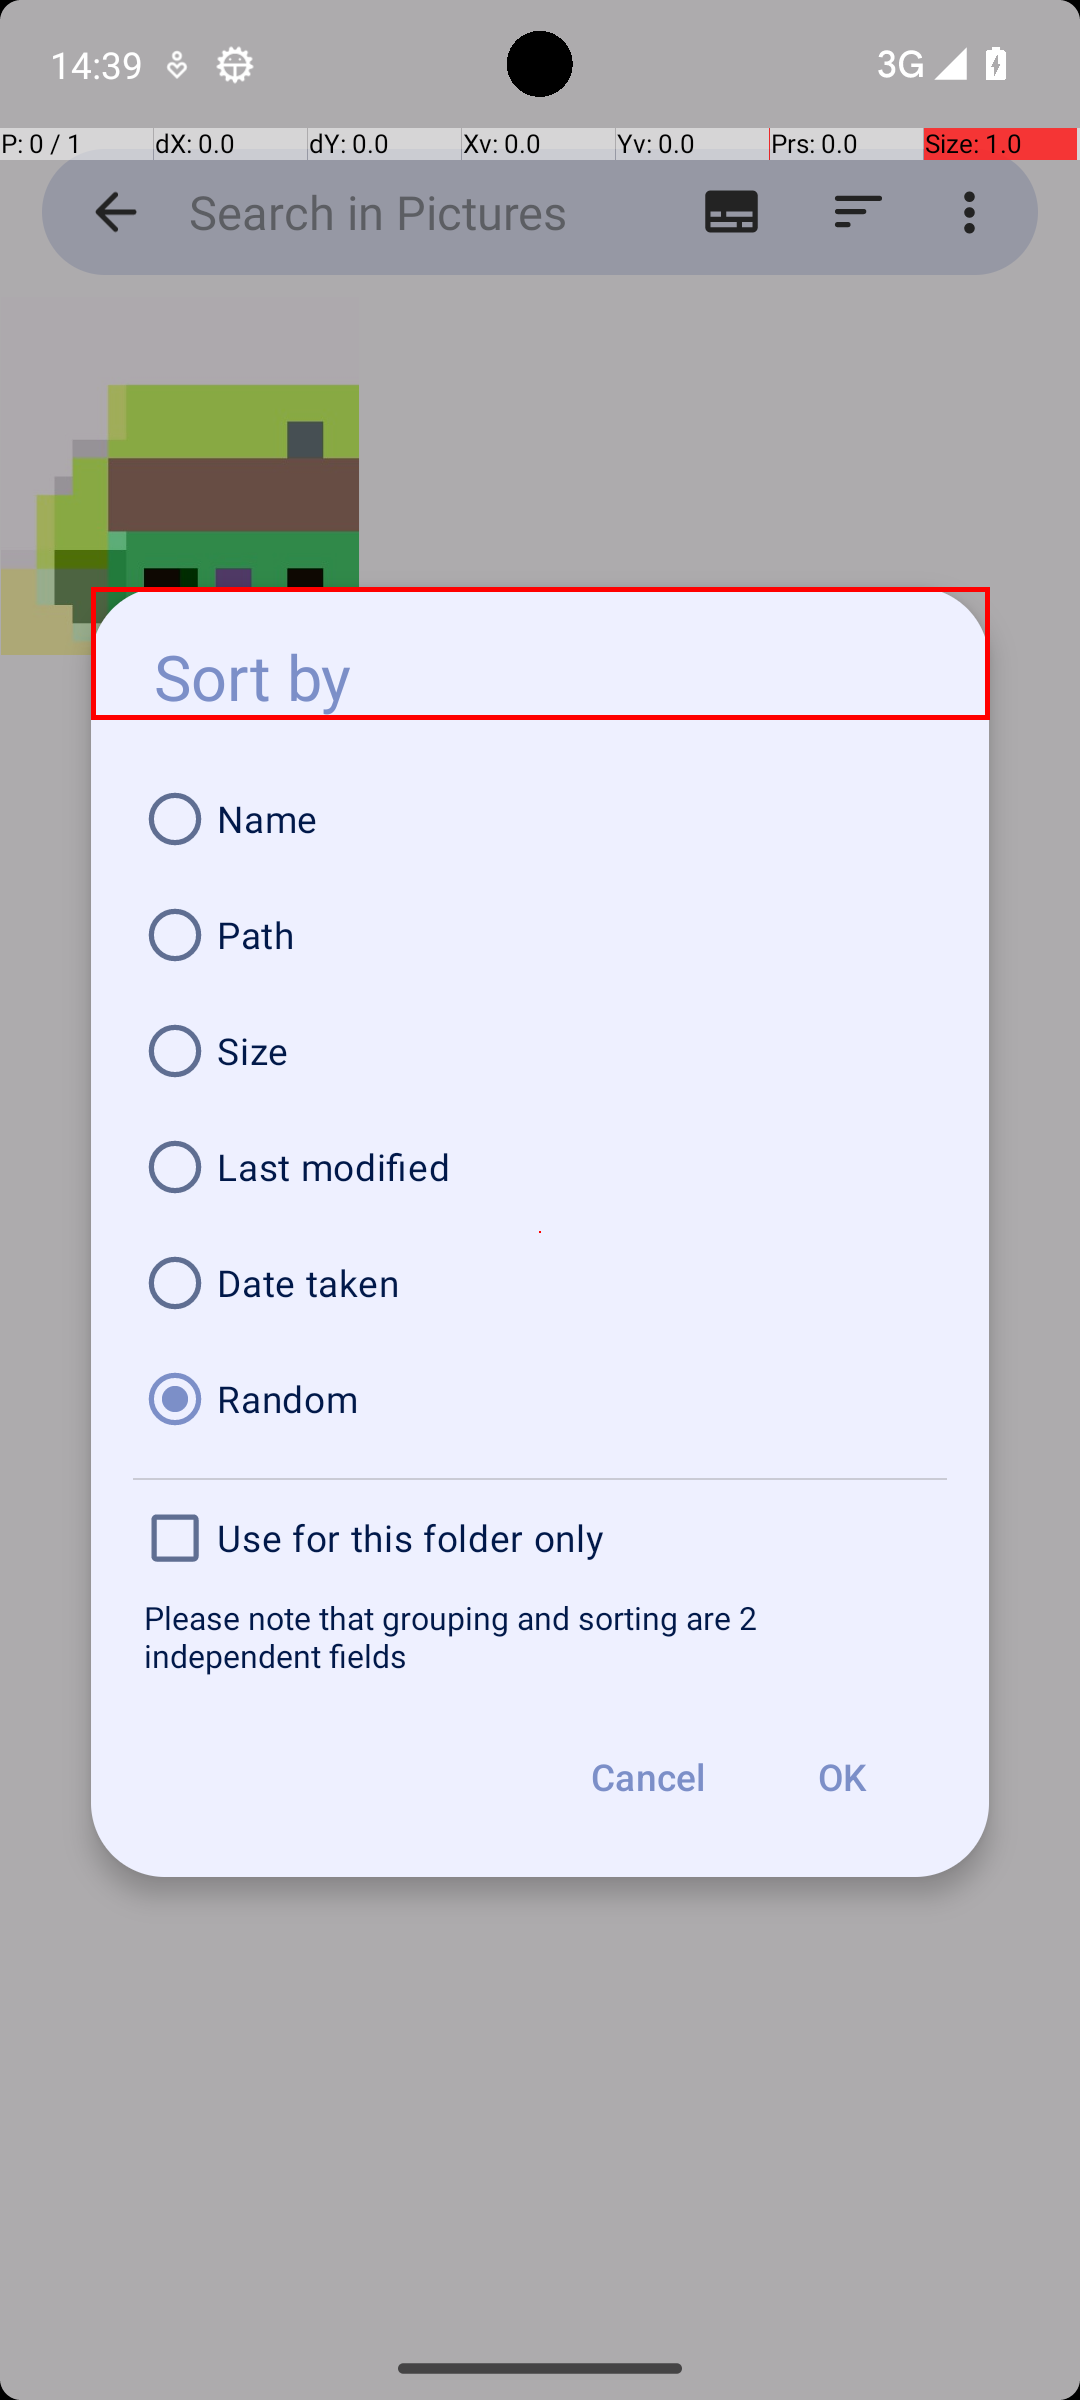 14:39
3G
P: 0 / 1
dX: 0.0
dY: 0.0
Xv: 0.0
Yv: 0.0
Prs: 0.0
Size: 1.0
Search in Pictures
Sort by
Name
Path
Size
Last modified
Date taken
Random
Use for this folder only
Please note that grouping and sorting are 2
independent fields
Cancel
OK